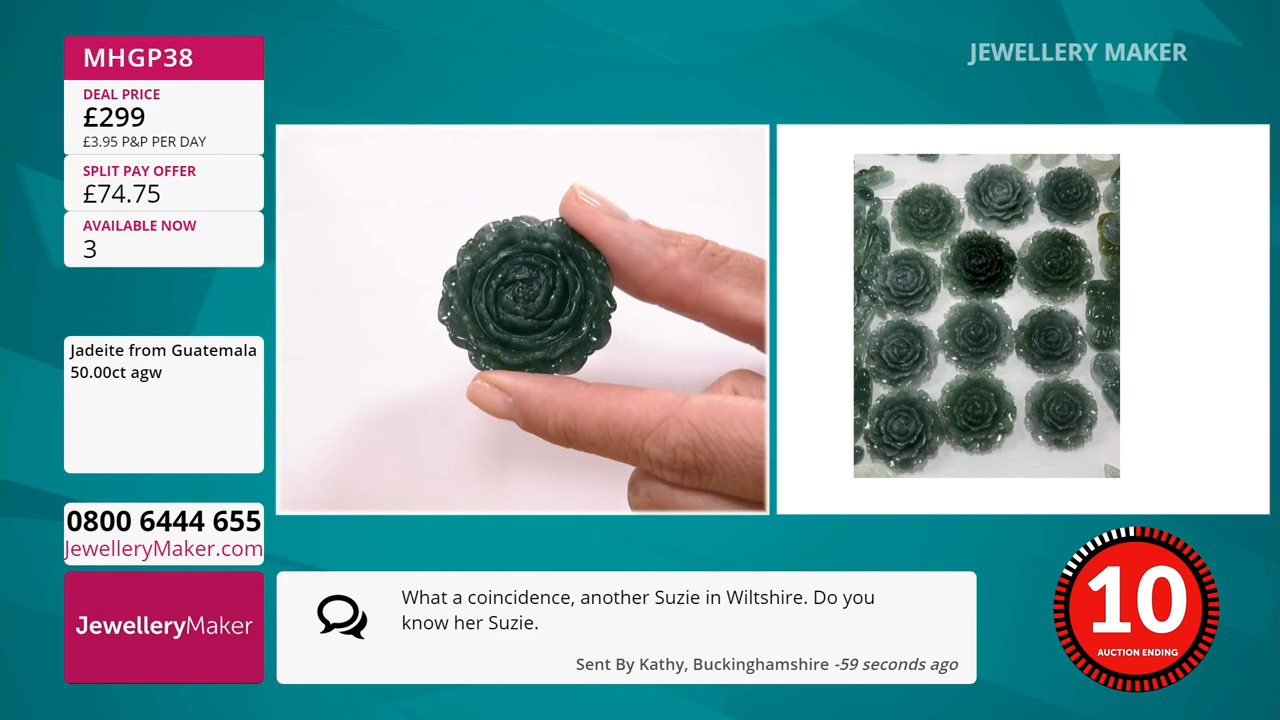 MHGP38
DEAL PRICE
£299
£3.95 P&P PER DAY
SPLIT PAY OFFER
£74.75
AVAILABLE NOW
3
Jadeite from Guatemala
50.00ct agw
0800 6444 655
JewelleryMaker.com
JewelleryMaker
JEWELLERY MAKER
What a coincidence, another Suzie in Wiltshire. Do you
know her Suzie.
Sent By Kathy, Buckinghamshire -59 seconds ago
10
AUCTION ENDING